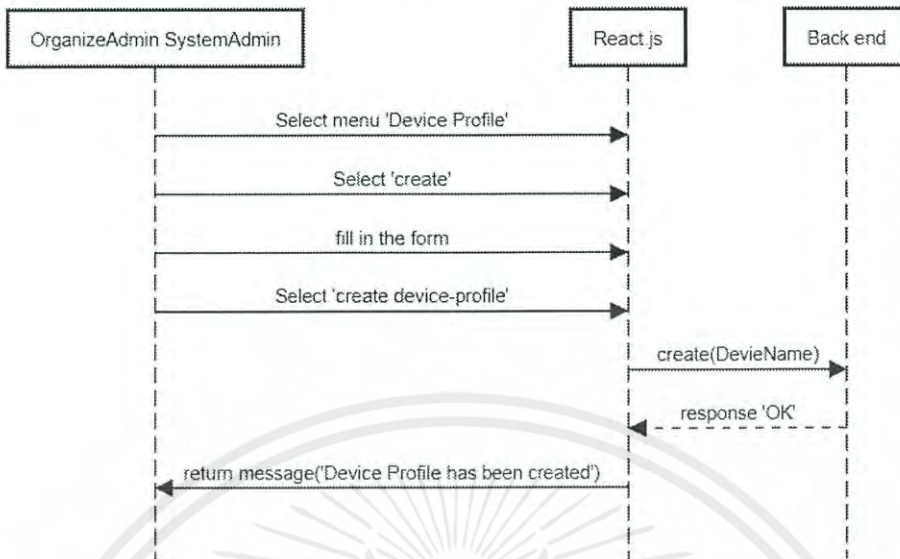 OrganizeAdmin SystemAdmin
React.js
Back end
Select menu 'Device Profile'
Select 'create'
fill in the form
Select 'create device-profile'
create(DevieName)
response 'OK'
return message('Device Profile has been created')